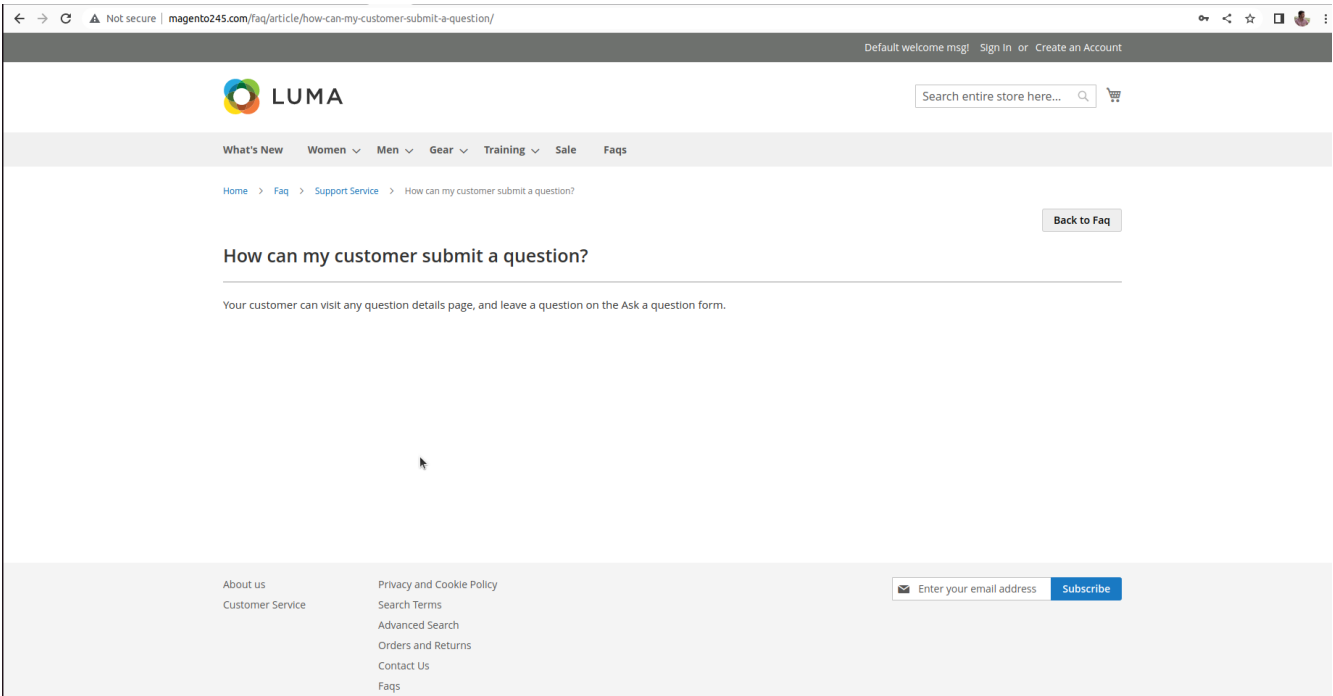 Not secure | magento245.com/faq/article/how-can-my-customer-submit-a-question/
Default welcome msg! Sign In or Create an Account
LUMA
Search entire store here...
What's New Women Men Gear Training Sale Faqs
Home > Faq > Support Service > How can my customer submit a question?
Back to Faq
How can my customer submit a question?
Your customer can visit any question details page, and leave a question on the Ask a question form.
About us
Customer Service
Privacy and Cookie Policy
Search Terms
Advanced Search
Orders and Returns
Contact Us
Faqs
Enter your email address
Subscribe